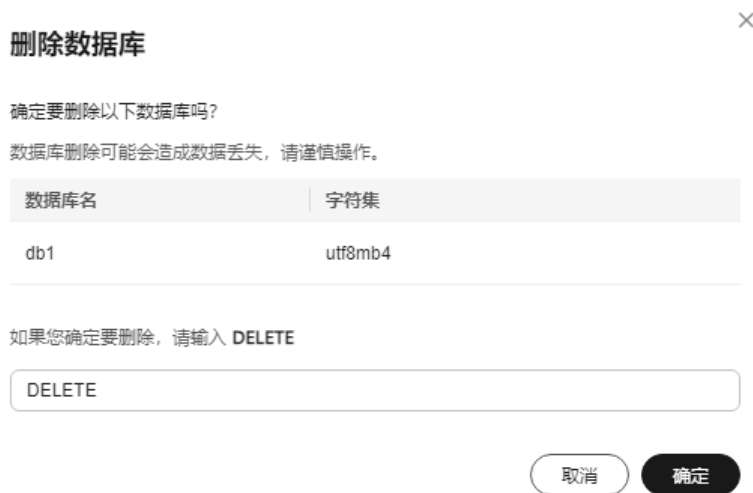 删除数据库
确定要删除以下数据库吗?
数据库删除可能会造成数据丢失，请谨慎操作。
数据库名 字符集
db1 utf8mb4
如果您确定要删除，请输入 DELETE
DELETE
取消 确定